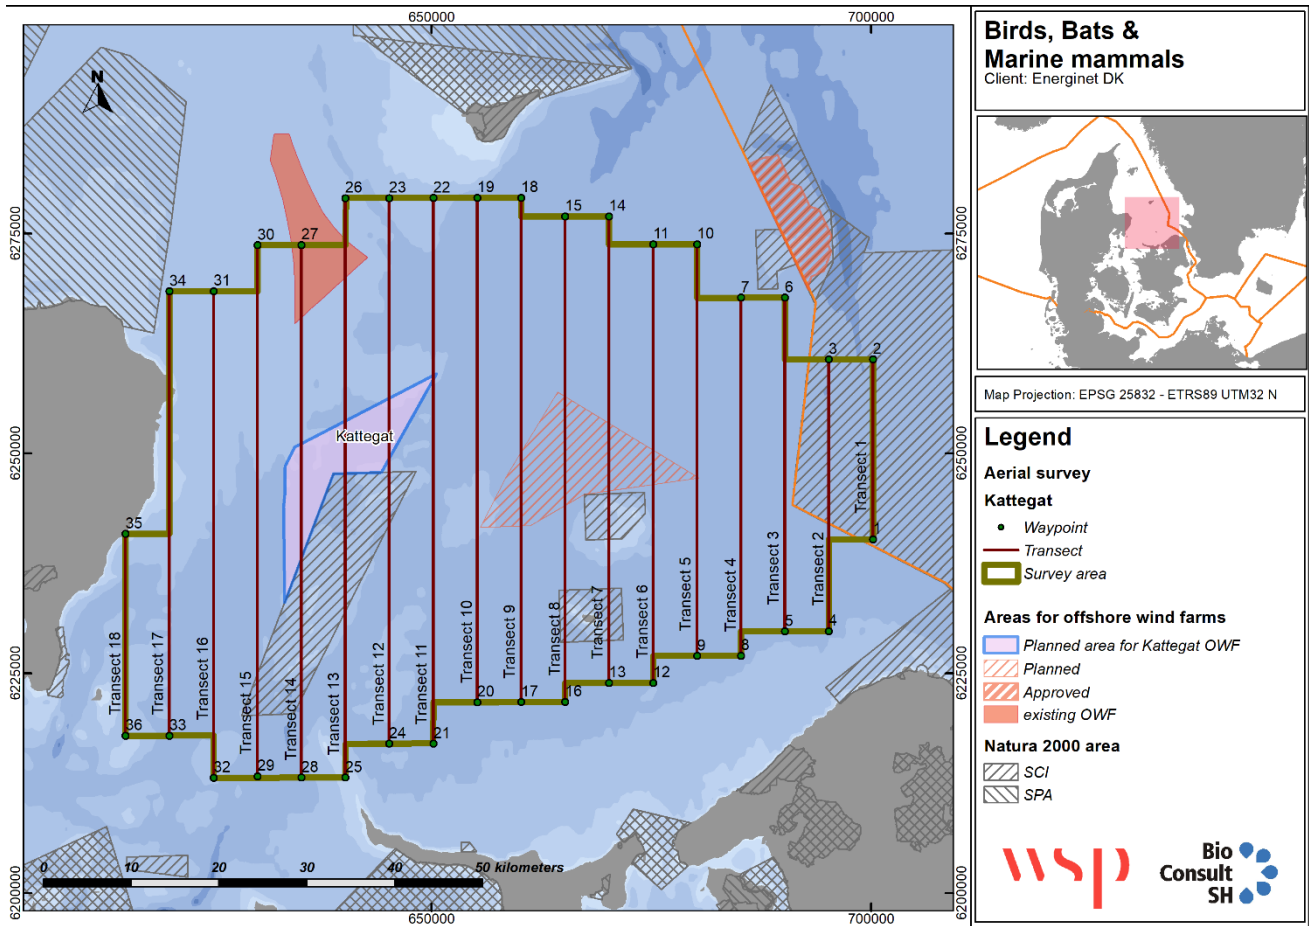 650000
700000
N
26
23
22
19
18
15
14
30
27
11
10
6275000
6275000
34
31
7
6
3
2
Kattegat
6250000
6250000
Transect 1
35
1
Transect 18
Transect 17
Transect 16
Transect 15
Transect 14
Transect 13
Transect 12
Transect 11
Transect 10
Transect 9
Transect 8
Transect 7
Transect 6
Transect 5
Transect 4
Transect 3
Transect 2
5
4
9
8
6225000
6225000
13
12
20
17
16
36
33
24
21
32
29
28
25
0
10
20
30
40
50 kilometers
6200000
6200000
650000
700000
Birds, Bats &
Marine mammals
Client: Energinet DK
Map Projection: EPSG 25832 - ETRS89 UTM32 N
Legend
Aerial survey
Kattegat
Waypoint
Transect
Survey area
Areas for offshore wind farms
Planned area for Kattegat OWF
Planned
Approved
existing OWF
Natura 2000 area
SCI
SPA
wsp
Bio
Consult
SH